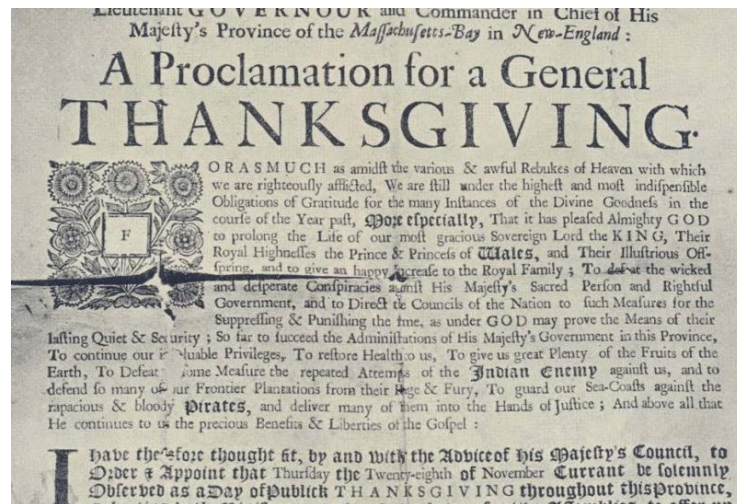 Lieutenant GOVERNOUR and Commander in Chief of His
Majeſty's Province of the Maſſachuſetts-Bay in New-England :
A Proclamation for a General
THANKSGIVING.
F
ORASMUCH as amidſt the various & awful Rebukes of Heaven with which
we are righteouſly afflicted, We are ſtill under the higheſt and moſt indiſpenſible
Obligations of Gratitude for the many Inſtances of the Divine Goodneſs in the
courſe of the Year paſt, More eſpecially, That it has pleaſed Almighty GOD
to prolong the Life of our moſt gracious Sovereign Lord the KING, Their
Royal Highneſſes the Prince & Princeſs of Wales, and Their Illuſtrious Off-
ſpring, and to give an happy Increaſe to the Royal Family ; To defeat the wicked
and deſperate Conſpiracies againſt His Majeſty's Sacred Perſon and Rightful
Government, and to Direct the Councils of the Nation to ſuch Meaſures for the
Suppreſſing & Puniſhing the ſame, as under GOD may prove the Means of their
laſting Quiet & Security ; So far to ſucceed the Adminiſtrations of His Majeſty's Government in this Province,
To continue our Privileges, To reſtore Health to us, To give us great Plenty of the Fruits of the
Earth, To Defeat ſome Meaſure the repeated Attempts of the Indian Enemy againſt us, and to
defend ſo many of our Frontier Plantations from their Rage & Fury, To guard our Sea-Coaſts againſt the
rapacious & bloody Pirates, and deliver many of them into the Hands of Juſtice ; And above all that
He continues to us the precious Benefits & Liberties of the Goſpel :
I have therefore thought fit, by and with the Advice of His Majeſty's Council, to
Order & Appoint that Thurſday the Twenty-eighth of November Currant be ſolemnly
Obſerved as a Day of Publick THANKSGIVING throughout this Province,